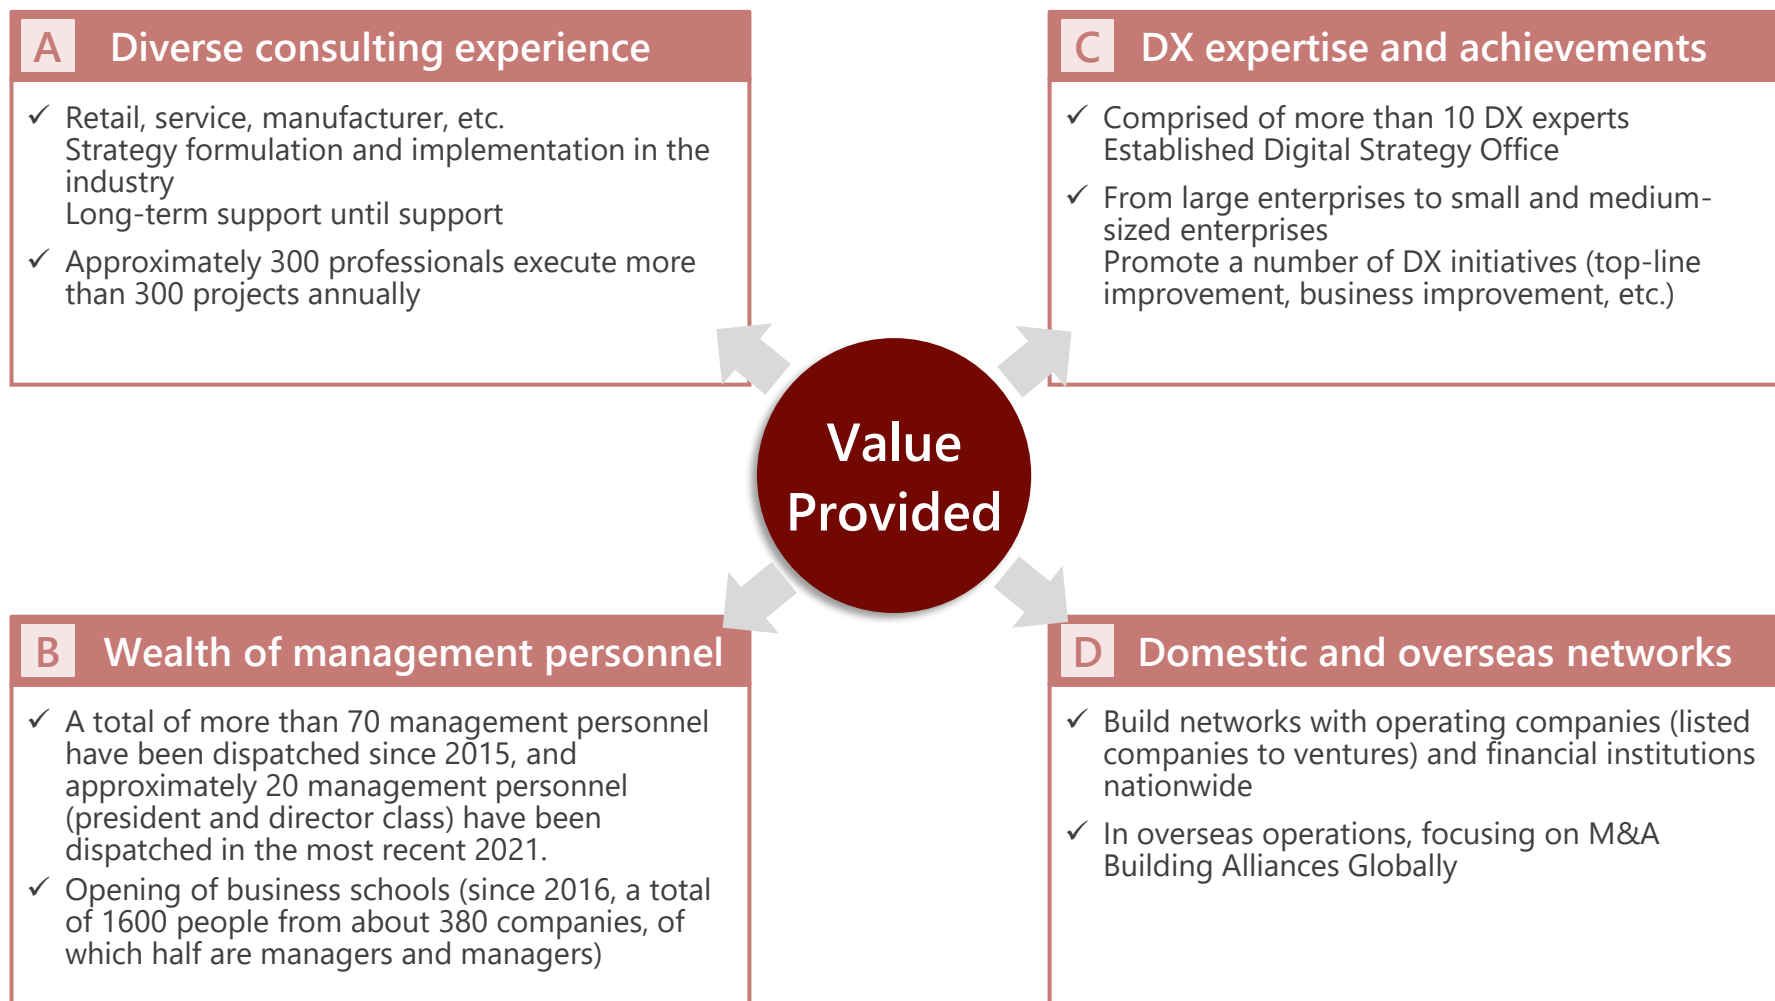 A Diverse consulting experience
✓ Retail, service, manufacturer, etc.
Strategy formulation and implementation in the
industry
Long-term support until support
✓ Approximately 300 professionals execute more
than 300 projects annually
C DX expertise and achievements
✓ Comprised of more than 10 DX experts
Established Digital Strategy Office
✓ From large enterprises to small and medium-
sized enterprises
Promote a number of DX initiatives (top-line
improvement, business improvement, etc.)
Value
Provided
B Wealth of management personnel
✓ A total of more than 70 management personnel
have been dispatched since 2015, and
approximately 20 management personnel
(president and director class) have been
dispatched in the most recent 2021.
✓ Opening of business schools (since 2016, a total
of 1600 people from about 380 companies, of
which half are managers and managers)
D Domestic and overseas networks
✓ Build networks with operating companies (listed
companies to ventures) and financial institutions
nationwide
✓ In overseas operations, focusing on M&A
Building Alliances Globally